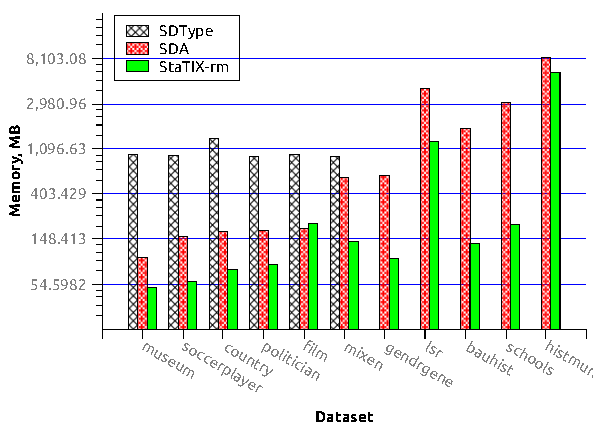 SDType
SDA
StaTIX-rm
8,103.08
2,980.96
1,096.63
403.429
148.413
54.5982
Memory, MB
museum
soccerplayer
country
politician
film
mixen
gendrgene
lsr
bauhist
schools
Dataset